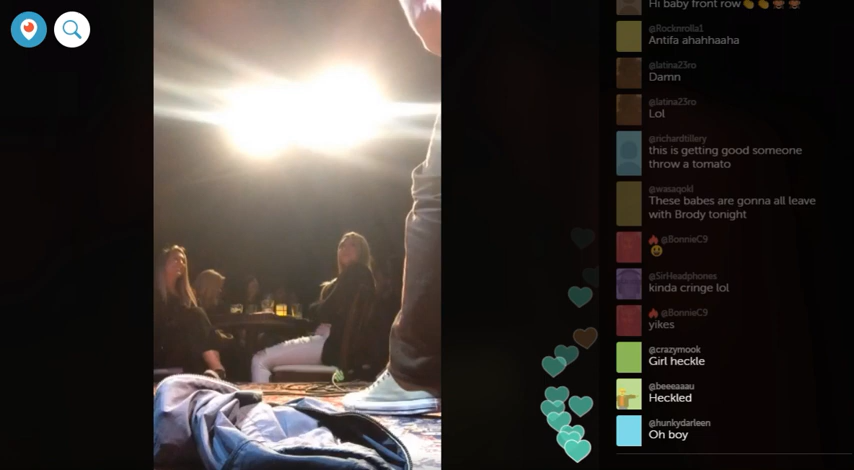 Hi baby front row
@Rocknrolla1
Antifa ahahhaaha
@latina23ro
Damn
@latina23ro
Lol
@richardtillery
this is getting good someone
throw a tomato
@wasaqokl
These babes are gonna all leave
with Brody tonight
@BonnieC9
@SirHeadphones
kinda cringe lol
@BonnieC9
yikes
@crazymook
Girl heckle
@beeeaaau
Heckled
@hunkydarleen
Oh boy